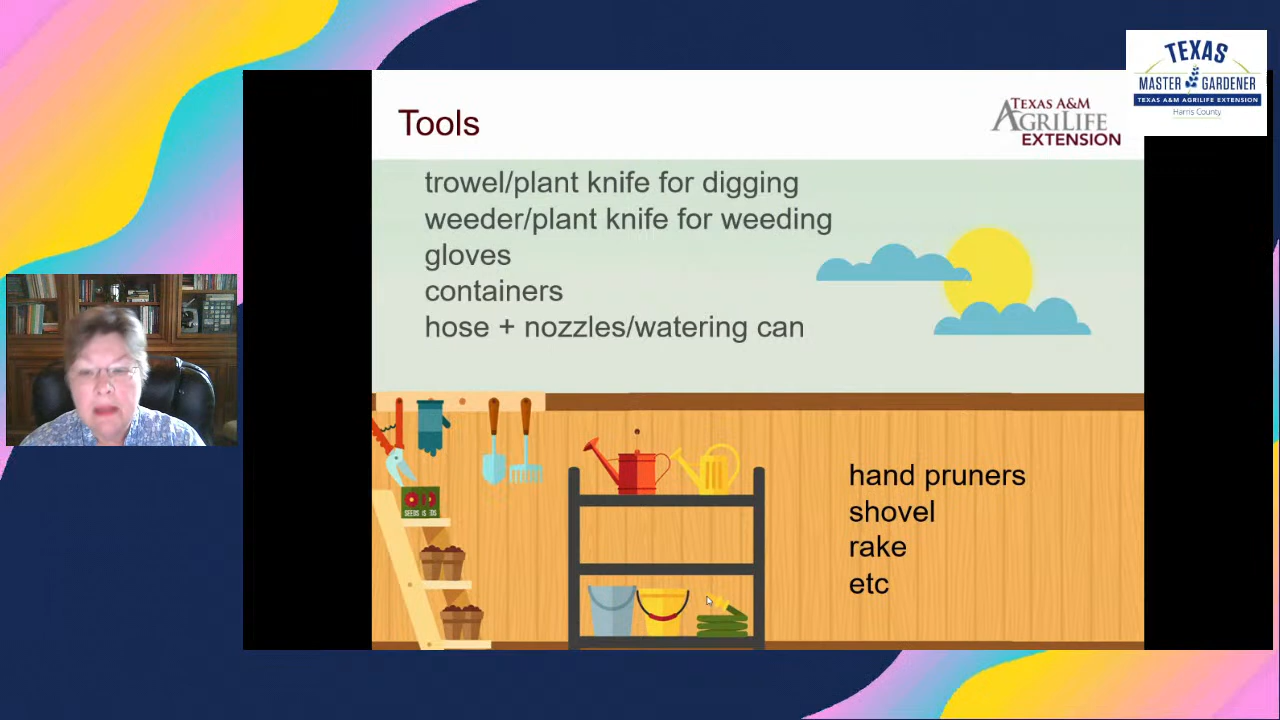 TEXAS
MASTER GARDENER
TEXAS A&M AGRILIFE EXTENSION
Harris County
Tools
TEXAS A&M
AGRILIFE
EXTENSION
trowel/plant knife for digging
weeder/plant knife for weeding
gloves
containers
hose + nozzles/watering can
hand pruners
shovel
rake
etc